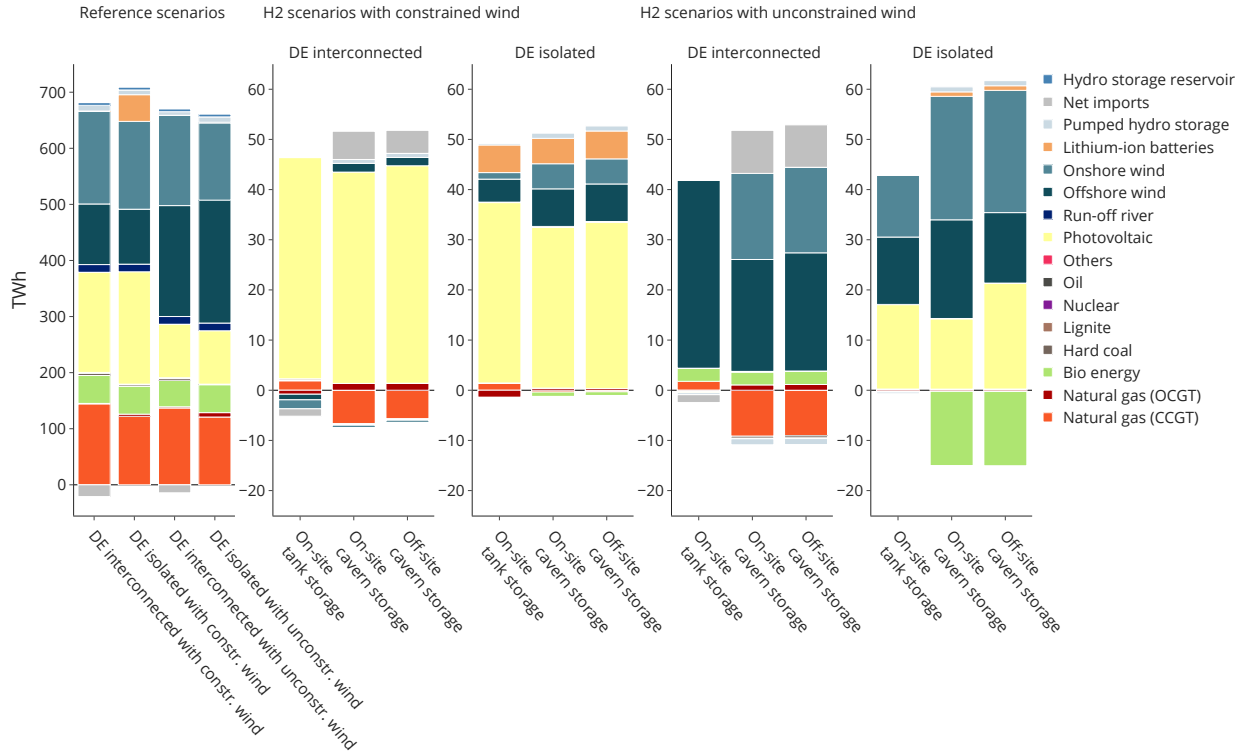 Reference scenarios
H2 scenarios with constrained wind
H2 scenarios with unconstrained wind
DE interconnected
DE isolated
DE interconnected
DE isolated
TWh
700
600
500
400
300
200
100
0
60
50
40
30
20
10
0
−10
−20
60
50
40
30
20
10
0
−10
−20
60
50
40
30
20
10
0
−10
−20
60
50
40
30
20
10
0
−10
−20
DE interconnected with constr. wind
DE isolated with constr. wind
DE interconnected with unconstr. wind
DE isolated with unconstr. wind
On-site
tank storage
On-site
cavern storage
Off-site
cavern storage
On-site
tank storage
On-site
cavern storage
Off-site
cavern storage
On-site
tank storage
On-site
cavern storage
Off-site
cavern storage
On-site
tank storage
On-site
cavern storage
Off-site
cavern storage
Hydro storage reservoir
Net imports
Pumped hydro storage
Lithium-ion batteries
Onshore wind
Offshore wind
Run-off river
Photovoltaic
Others
Oil
Nuclear
Lignite
Hard coal
Bio energy
Natural gas (OCGT)
Natural gas (CCGT)